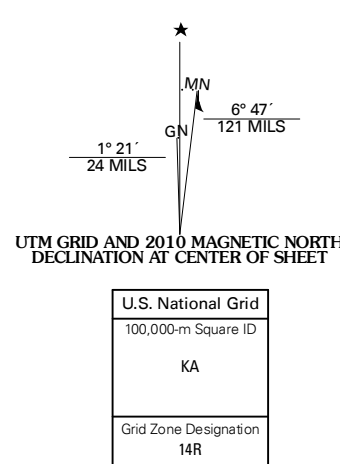 MN
GN
6° 47´
121 MILS
1° 21´
24 MILS
UTM GRID AND 2010 MAGNETIC NORTH
DECLINATION AT CENTER OF SHEET
U.S. National Grid
100,000-m Square ID
KA
Grid Zone Designation
14R